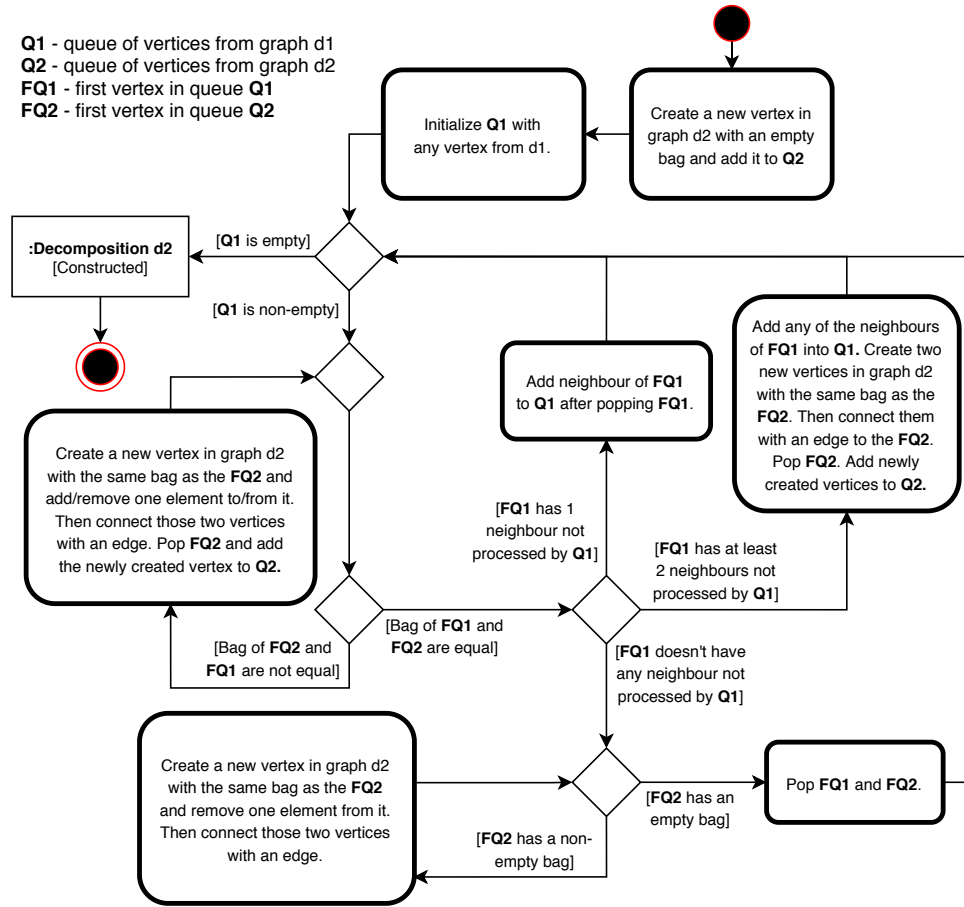 Q1 - queue of vertices from graph d1
Q2 - queue of vertices from graph d2
FQ1 - first vertex in queue Q1
FQ2 - first vertex in queue Q2
Initialize Q1 with
any vertex from d1.
Create a new vertex in
graph d2 with an empty
bag and add it to Q2
:Decomposition d2
[Constructed]
[Q1 is empty]
[Q1 is non-empty]
Add neighbour of FQ1
to Q1 after popping FQ1.
Add any of the neighbours
of FQ1 into Q1. Create two
new vertices in graph d2
with the same bag as the
FQ2. Then connect them
with an edge to the FQ2.
Pop FQ2. Add newly
created vertices to Q2.
Create a new vertex in graph d2
with the same bag as the FQ2 and
add/remove one element to/from it.
Then connect those two vertices
with an edge. Pop FQ2 and add
the newly created vertex to Q2.
[FQ1 has 1
neighbour not
processed by
Q1]
[FQ1 has at least
2 neighbours not
processed by Q1]
[Bag of FQ2 and
FQ1 are not equal]
[Bag of FQ1 and
FQ2 are equal]
[FQ1 doesn't have
any neighbour not
processed by Q1]
Create a new vertex in graph d2
with the same bag as the FQ2
and remove one element from it.
Then connect those two vertices
with an edge.
[FQ2 has a non-
empty bag]
[FQ2 has an
empty bag]
Pop FQ1 and FQ2.